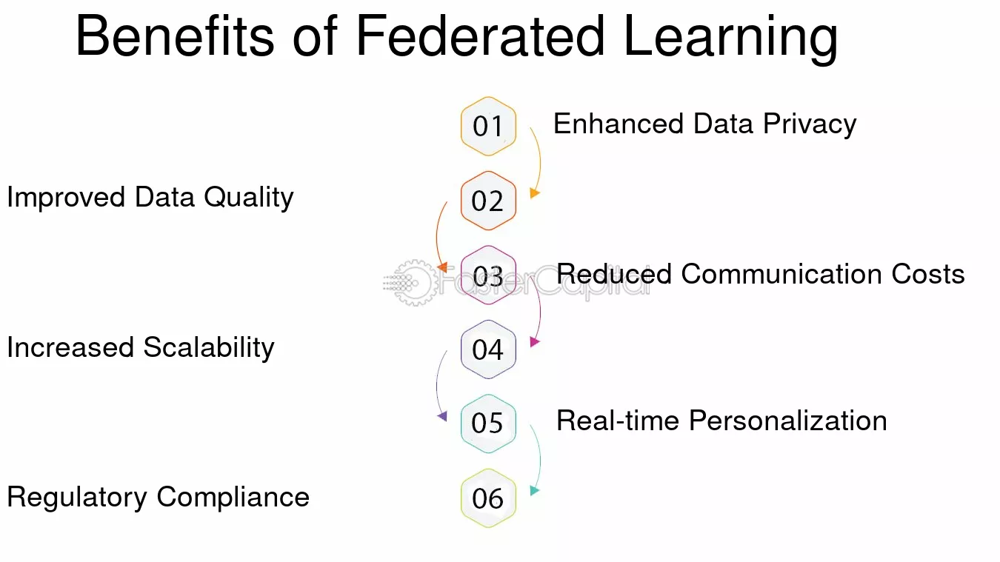 Benefits of Federated Learning
01 Enhanced Data Privacy
Improved Data Quality 02
FasterCapital
03 Reduced Communication Costs
Increased Scalability 04
05 Real-time Personalization
Regulatory Compliance 06